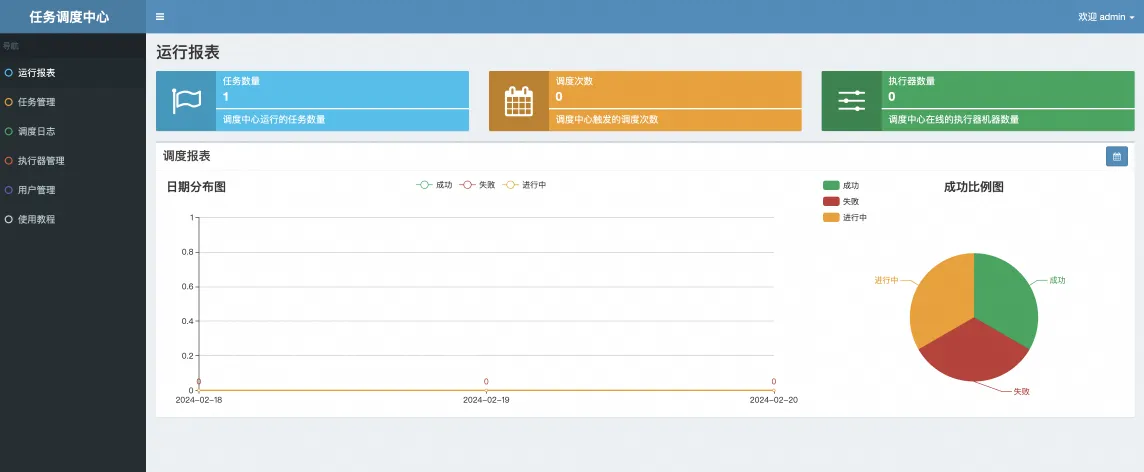 任务调度中心
欢迎 admin
导航
运行报表
任务管理
调度日志
执行器管理
用户管理
使用教程
运行报表
任务数量
1
调度中心运行的任务数量
调度次数
0
调度中心触发的调度次数
执行器数量
0
调度中心在线的执行器机器数量
调度报表
日期分布图
成功 失败 进行中
1
0.8
0.6
0.4
0.2
0
0 0 0
2024-02-18 2024-02-19 2024-02-20
成功
失败
进行中
成功比例图
进行中
成功
失败